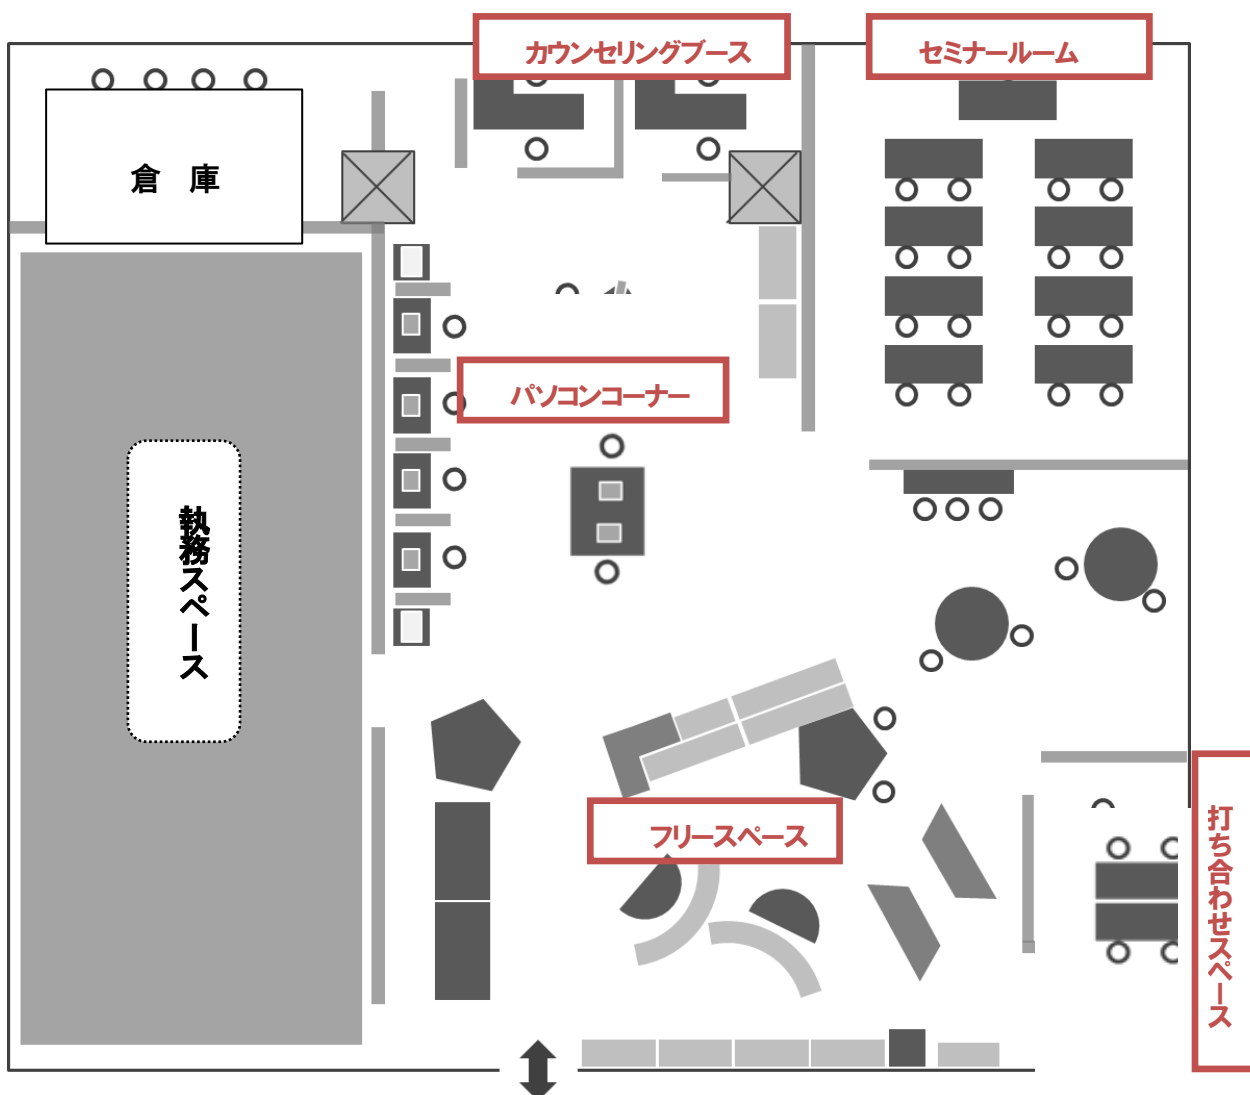 カウンセリングブース
セミナールーム
倉　庫
パソコンコーナー
執務スペース
フリースペース
打ち合わせスペース